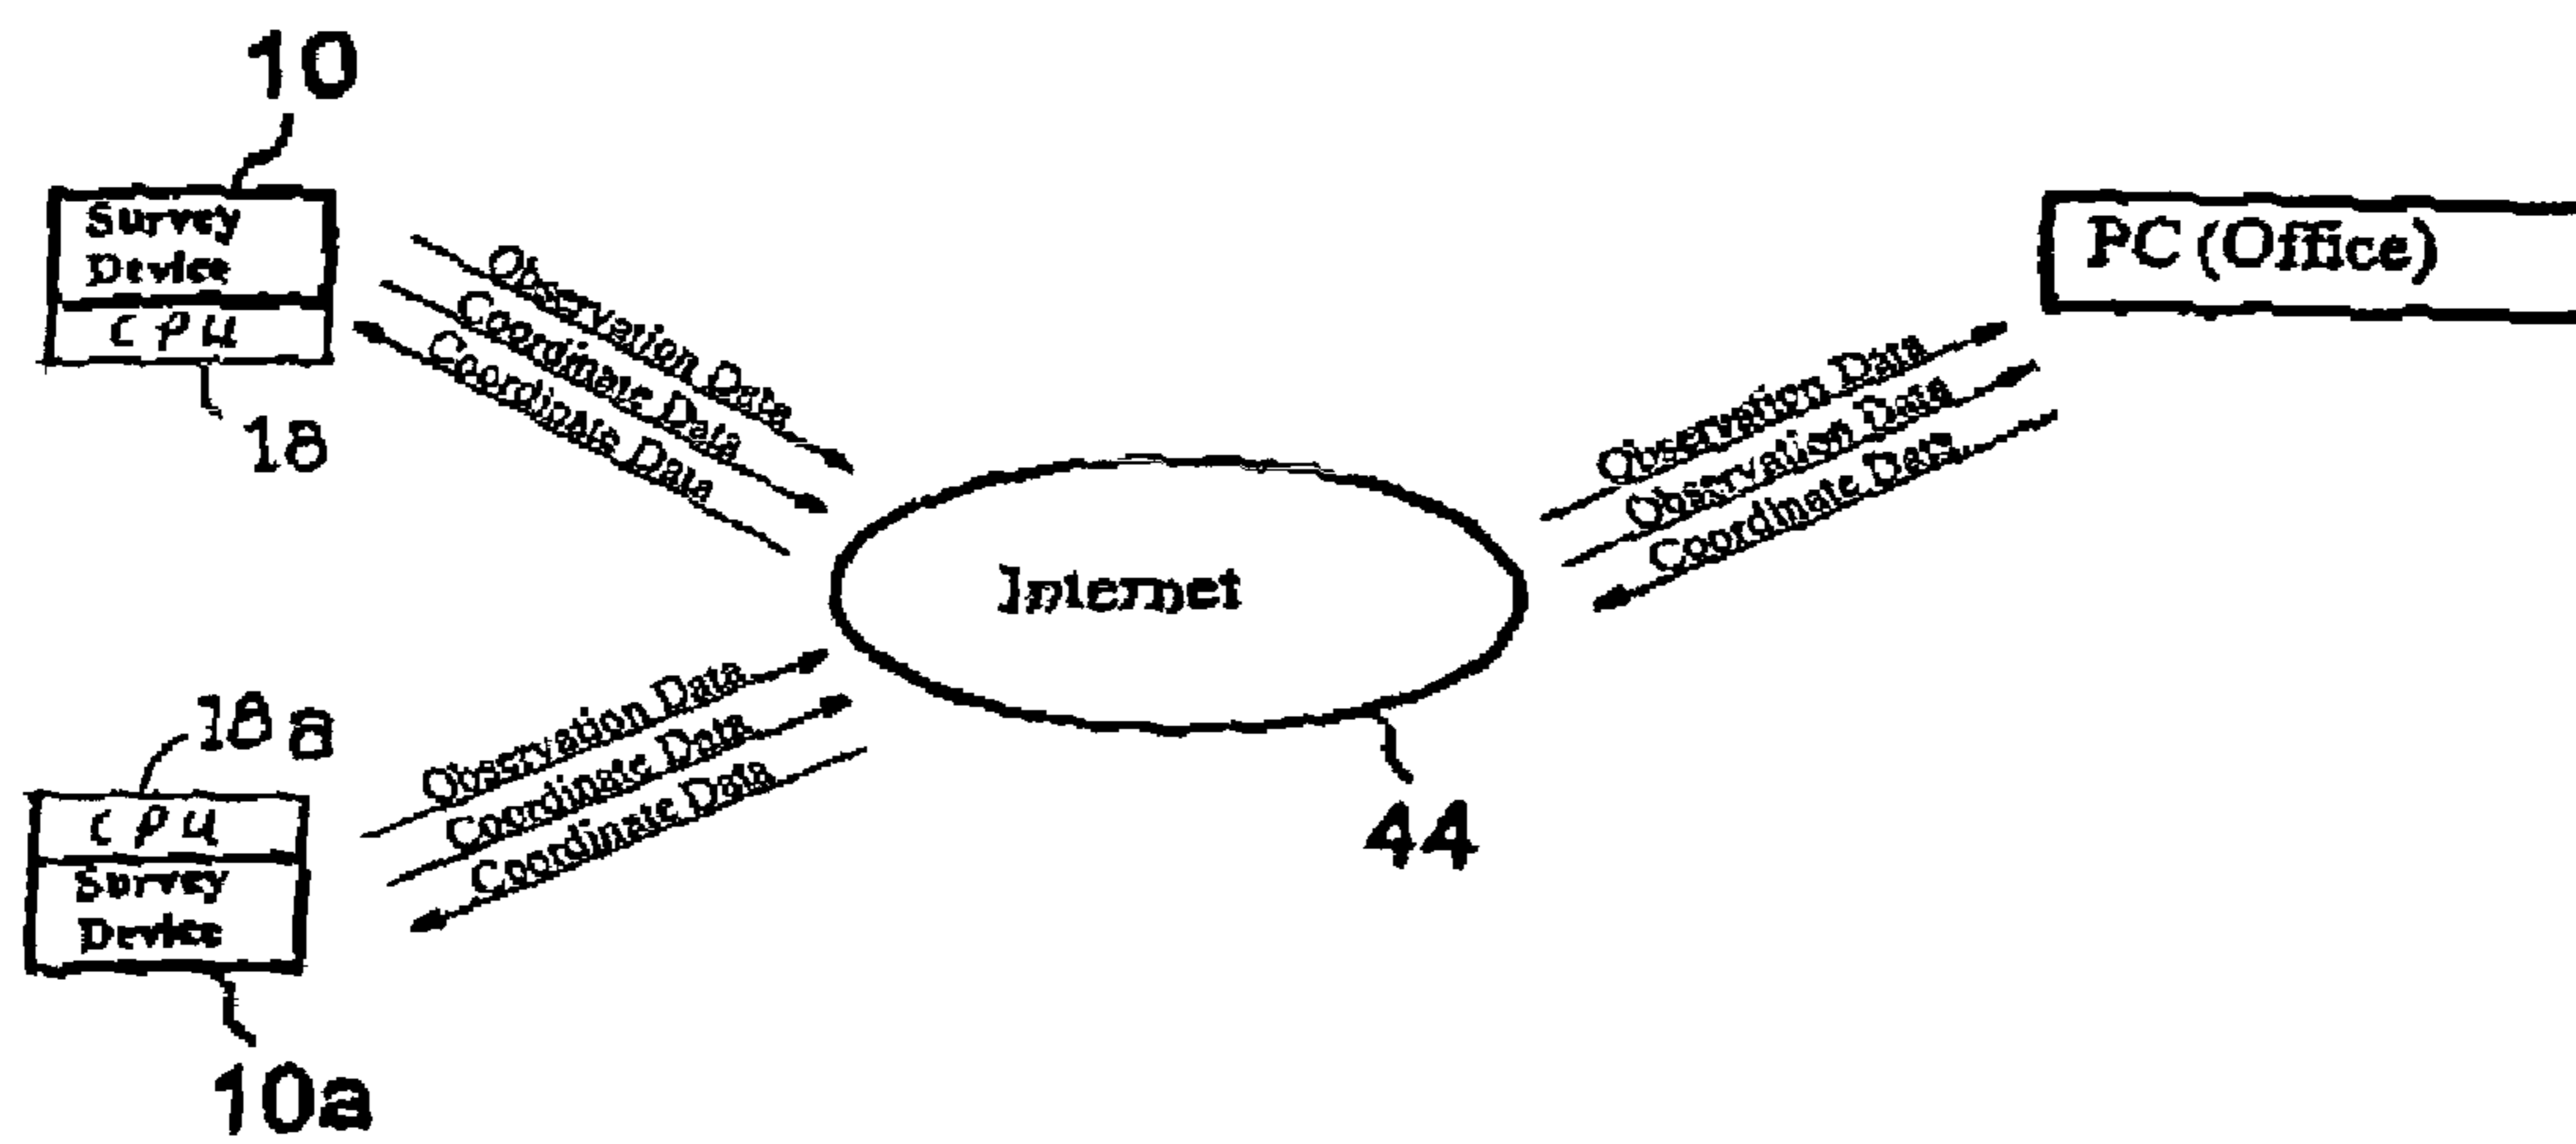 10
Survey
Device
CPU
18
Observation Data
Coordinate Data
Coordinate Data
PC (Office)
Observation Data
Observation Data
Coordinate Data
Internet
44
18a
CPU
Survey
Device
10a
Observation Data
Coordinate Data
Coordinate Data